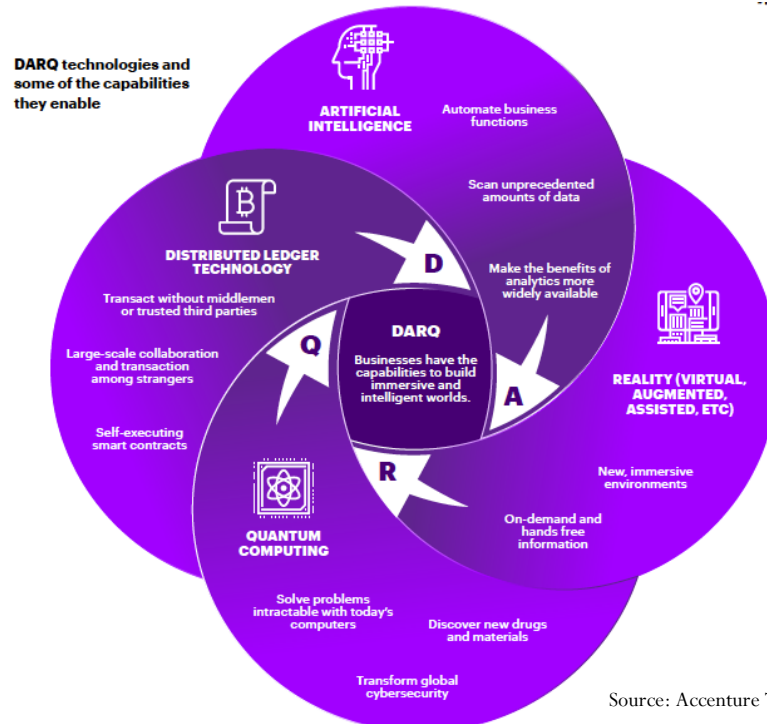 DARQ technologies and
some of the capabilities
they enable
ARTIFICIAL
INTELLIGENCE
Automate business
functions
Scan unprecedented
amounts of data
Make the benefits of
analytics more
widely available
DISTRIBUTED LEDGER
TECHNOLOGY
Transact without middlemen
or trusted third parties
Large-scale collaboration
and transaction
among strangers
Self-executing
smart contracts
D
Q
A
R
DARQ
Businesses have the
capabilities to build
immersive and
intelligent worlds.
REALITY (VIRTUAL,
AUGMENTED,
ASSISTED, ETC)
New, immersive
environments
On-demand and
hands free
information
QUANTUM
COMPUTING
Solve problems
intractable with today's
computers
Discover new drugs
and materials
Transform global
cybersecurity
Source: Accenture